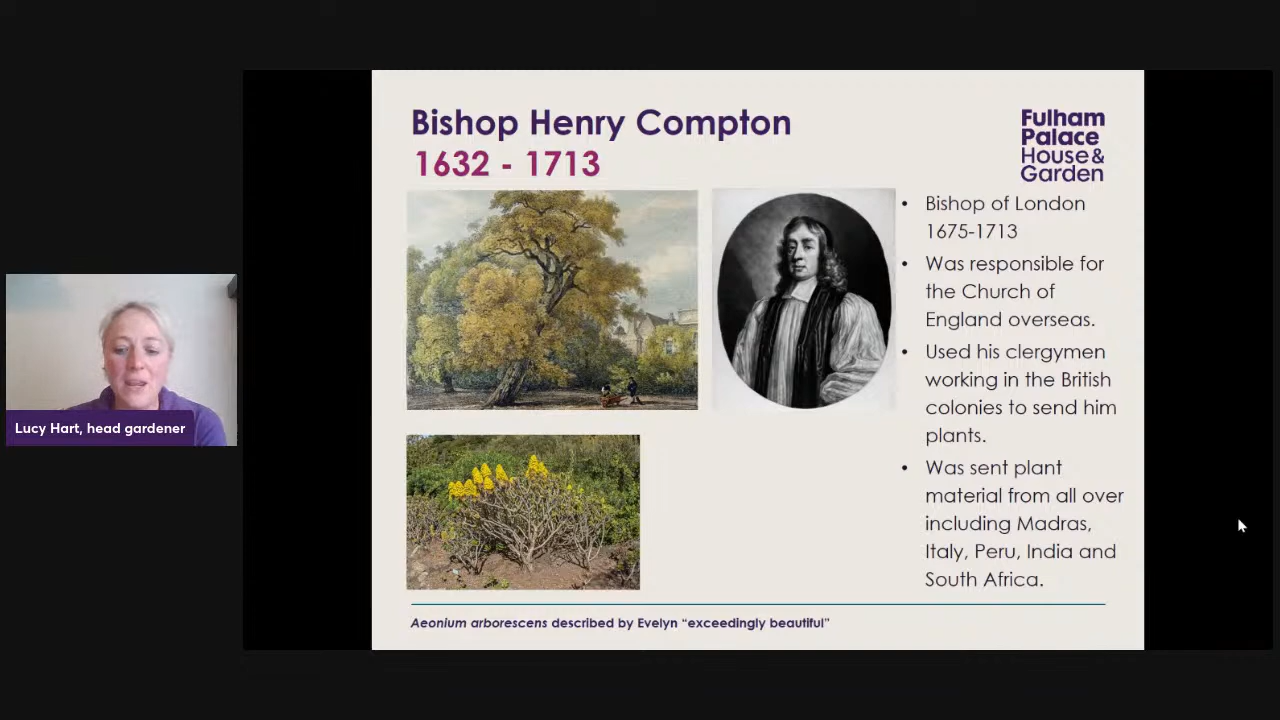 Bishop Henry Compton
1632 - 1713
Fulham
Palace
House &
Garden
• Bishop of London
1675-1713
• Was responsible for
the Church of
England overseas.
• Used his clergymen
working in the British
colonies to send him
plants.
• Was sent plant
material from all over
including Madras,
Italy, Peru, India and
South Africa.
Lucy Hart, head gardener
Aeonium arborescens described by Evelyn “exceedingly beautiful”